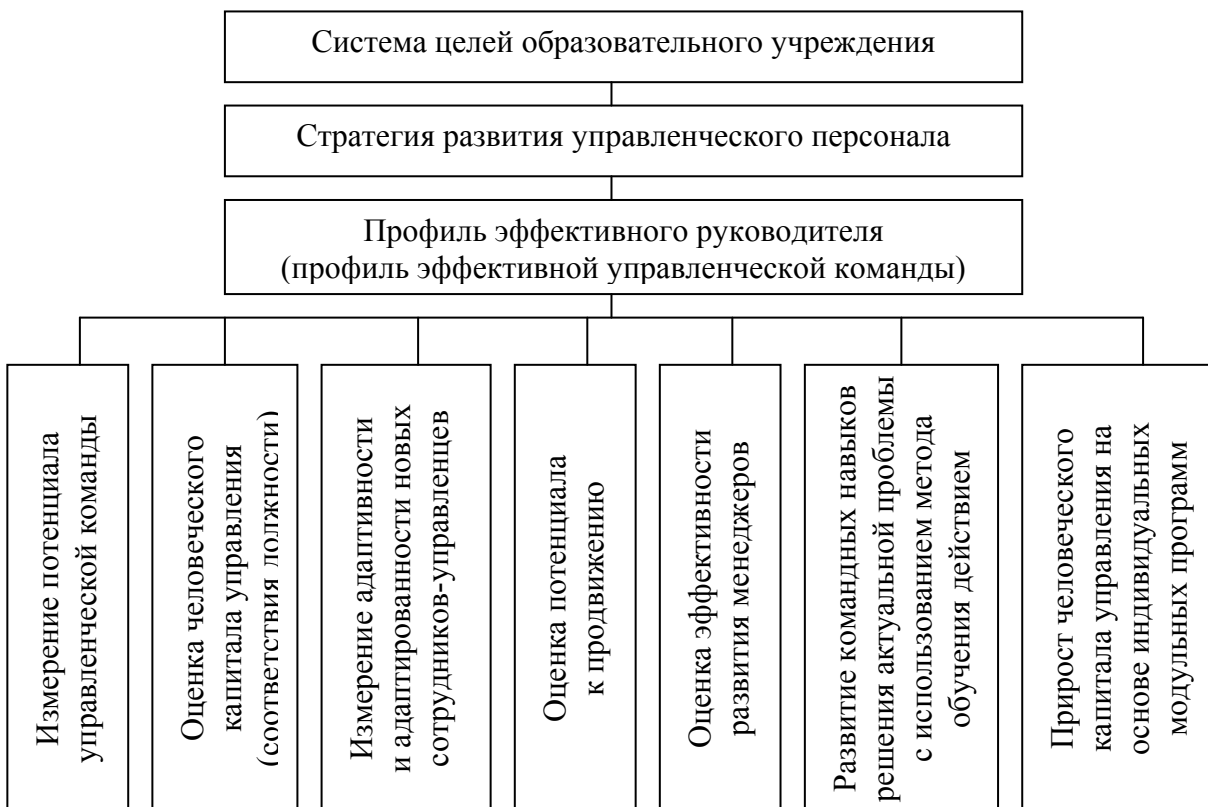 Система целей образовательного учреждения
Стратегия развития управленческого персонала
Профиль эффективного руководителя
(профиль эффективной управленческой команды)
Измерение потенциала
управленческой команды
Оценка человеческого
капитала управления
(соответствия должности)
Измерение адаптивности
и адаптированности новых
сотрудников-управленцев
Оценка потенциала
к продвижению
Оценка эффективности
развития менеджеров
Развитие командных навыков
решения актуальной проблемы
с использованием метода
обучения действием
Прирост человеческого
капитала управления на
основе индивидуальных
модульных программ